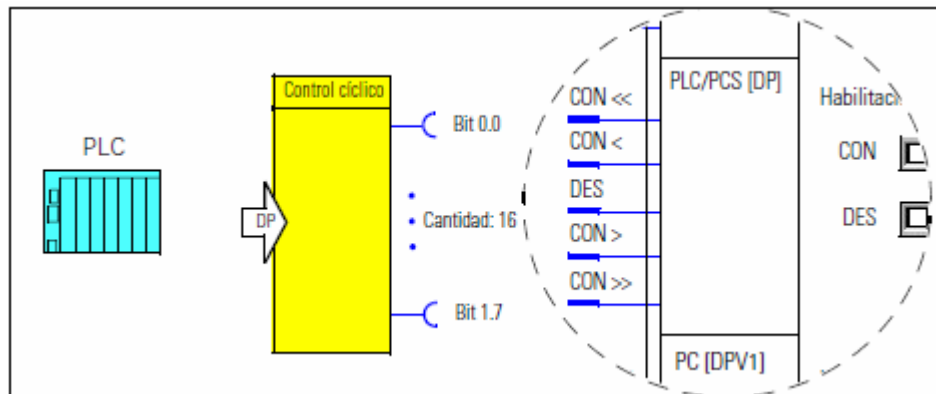 PLC
DP
Control cíclico
Bit 0.0
Cantidad: 16
Bit 1.7
CON <<
CON <
DES
CON >
CON >>
PLC/PCS [DP]
PC [DPV1]
CON
DES